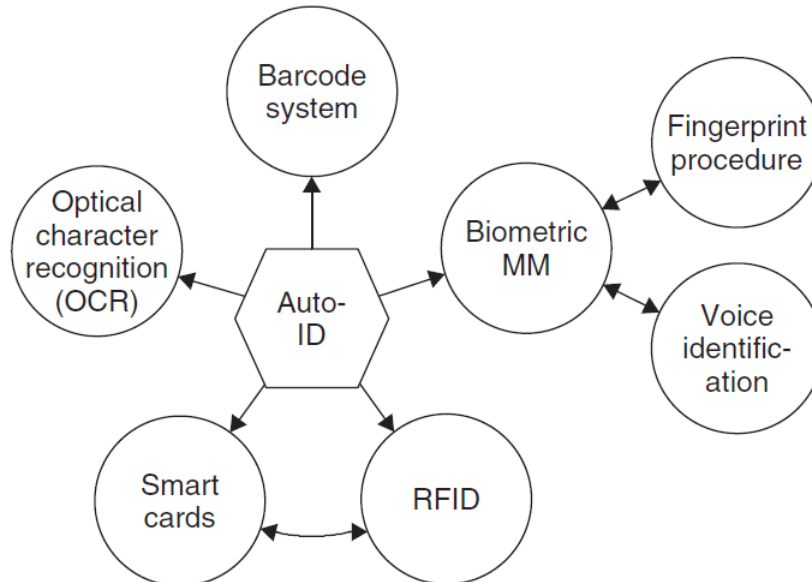 Barcode
system
Fingerprint
procedure
Optical
character
recognition
(OCR)
Biometric
MM
Auto-
ID
Voice
identific-
ation
Smart
cards
RFID